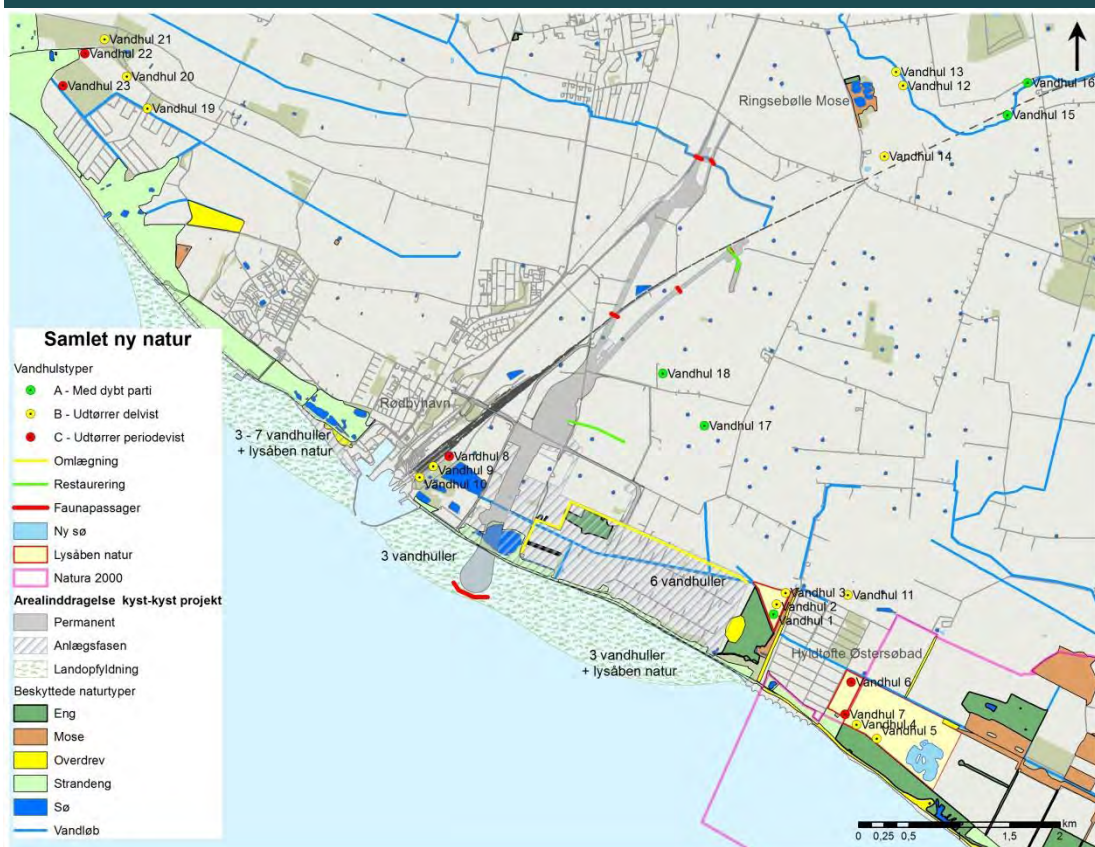 Vandhul 21
Vandhul 22
Vandhul 20
Vandhul 23
Vandhul 19
Vandhul 13
Vandhul 12
Vandhul 16
Ringsebølle Mose
Vandhul 15
Vandhul 14
Vandhul 18
Vandhul 17
Rødbyhavn
3 - 7 vandhuller
+ lysåben natur
Vandhul 8
Vandhul 9
Vandhul 10
3 vandhuller
6 vandhuller
Vandhul 3
Vandhul 11
Vandhul 2
Vandhul 1
3 vandhuller
+ lysåben natur
Hyldtofte Østersøbad
Vandhul 6
Vandhul 7
Vandhul 4
Vandhul 5
Samlet ny natur
Vandhulstyper
A - Med dybt parti
B - Udtørrer delvist
C - Udtørrer periodevist
Omlægning
Restaurering
Faunapassager
Ny sø
Lysåben natur
Natura 2000
Arealinddragelse kyst-kyst projekt
Permanent
Anlægsfasen
Landopfyldning
Beskyttede naturtyper
Eng
Mose
Overdrev
Strandeng
Sø
Vandløb
km
0 0,25 0,5 1 1,5 2